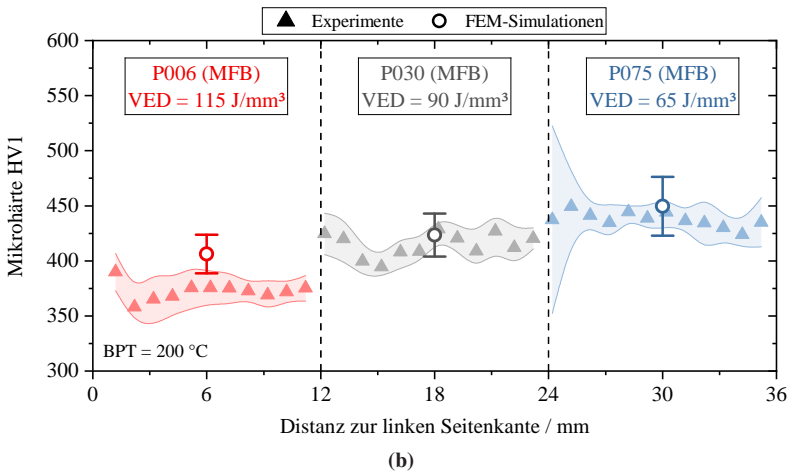 Experimente
FEM-Simulationen
600
550
500
450
400
350
300
Mikrohärte HV1
P006 (MFB)
VED = 115 J/mm³
P030 (MFB)
VED = 90 J/mm³
P075 (MFB)
VED = 65 J/mm³
BPT = 200 °C
0
6
12
18
24
30
36
Distanz zur linken Seitenkante / mm
(b)